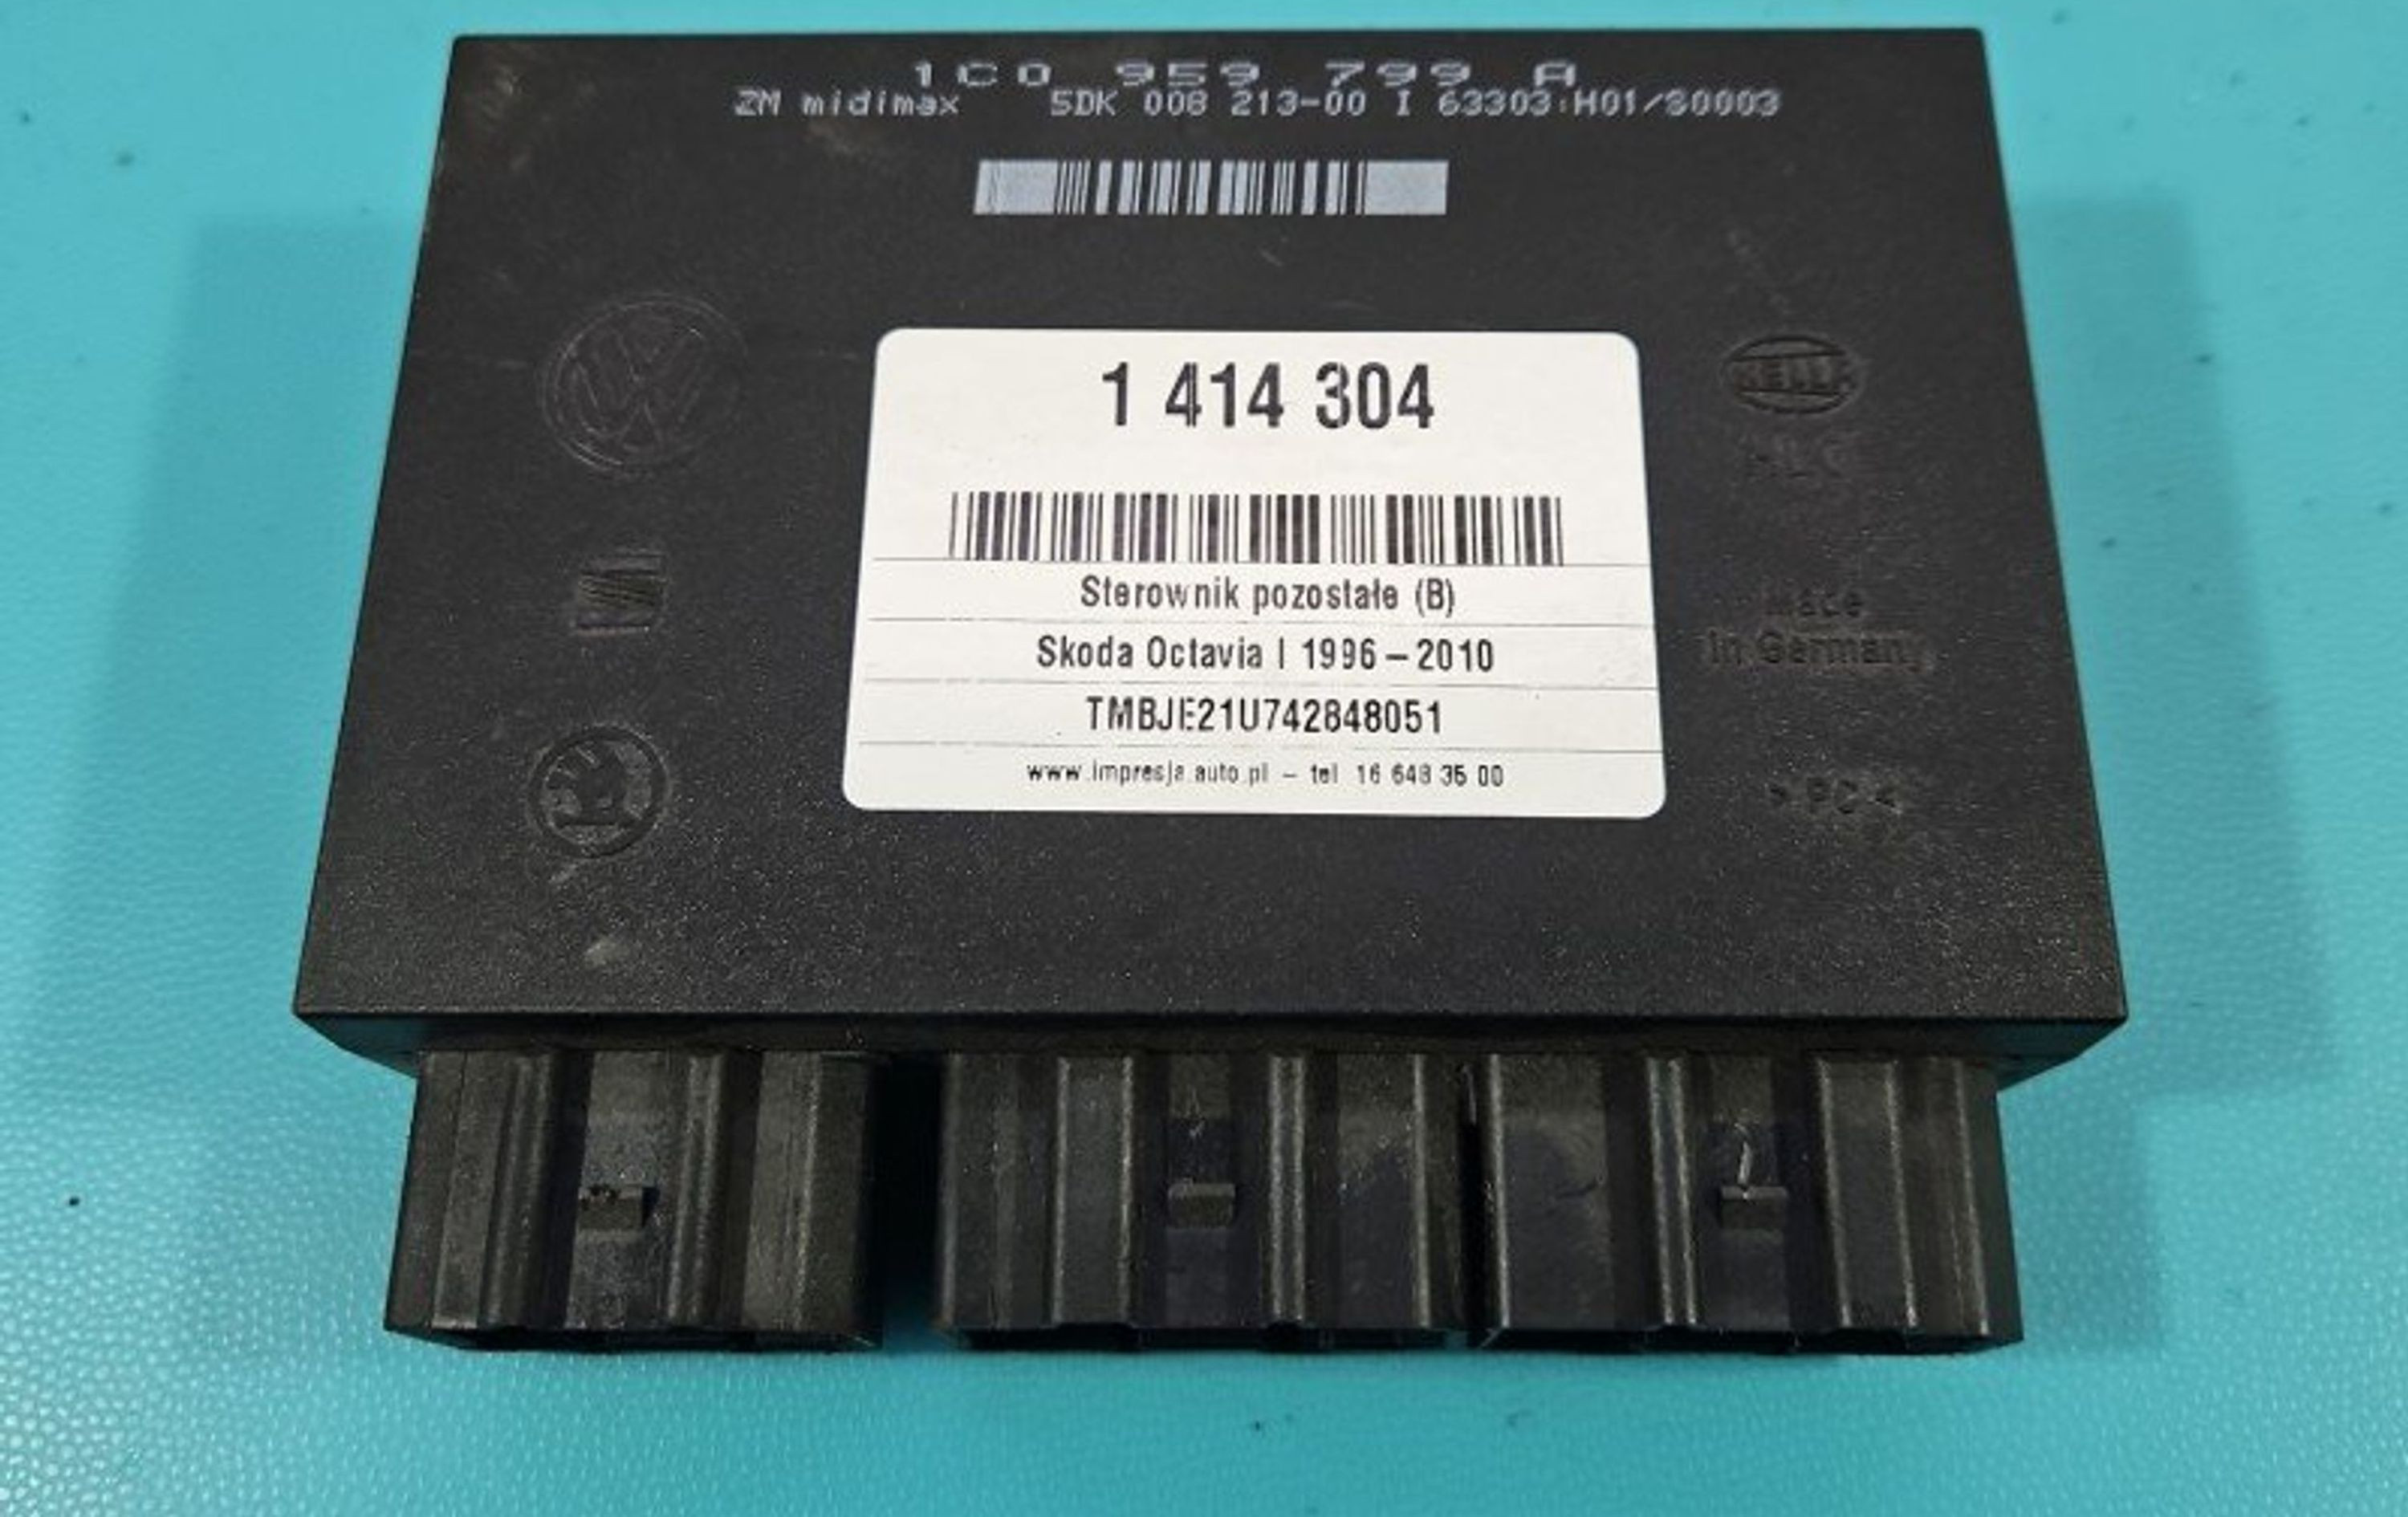 1C0 959 799 A
ZM midimax 5DK 008 213-00 I 63303:H01/S0003
1 414 304
HELLA
Sterownik pozostałe (B)
Made
in Germany
Skoda Octavia I 1996-2010
TMBJE21U742848051
www.impresja.auto.pl - tel 16 648 35 00